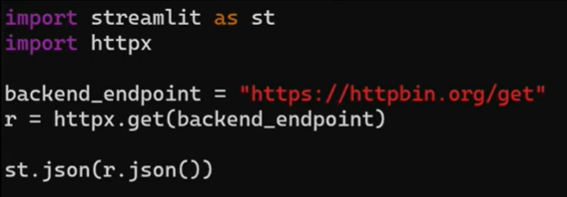 import streamlit as st
import httpx
backend_endpoint = "https://httpbin.org/get"
r = httpx.get(backend_endpoint)
st.json(r.json())